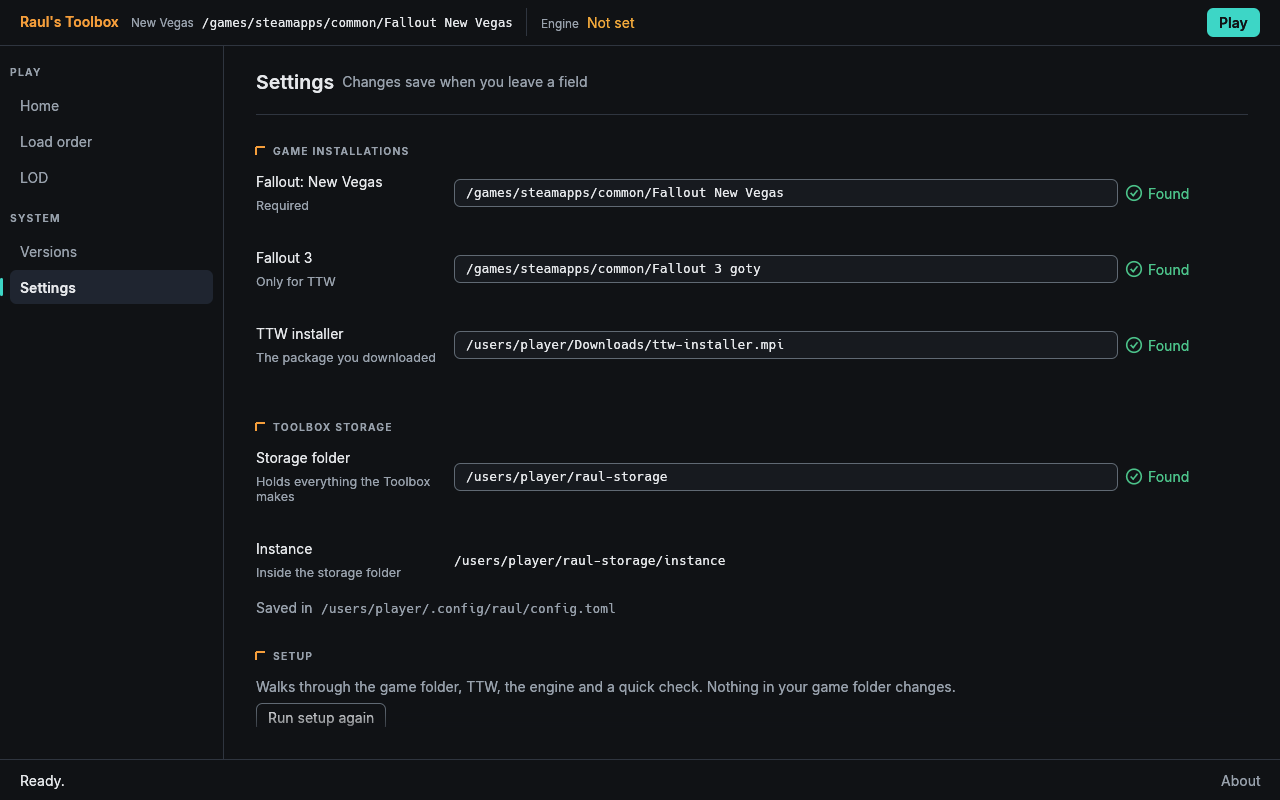 Raul's Toolbox New Vegas /games/steamapps/common/Fallout New Vegas Engine Not set Play
PLAY
Home
Load order
LOD
SYSTEM
Versions
Settings
Settings Changes save when you leave a field
GAME INSTALLATIONS
Fallout: New Vegas
Required
/games/steamapps/common/Fallout New Vegas Found
Fallout 3
Only for TTW
/games/steamapps/common/Fallout 3 goty Found
TTW installer
The package you downloaded
/users/player/Downloads/ttw-installer.mpi Found
TOOLBOX STORAGE
Storage folder
Holds everything the Toolbox
makes
/users/player/raul-storage Found
Instance
Inside the storage folder
/users/player/raul-storage/instance
Saved in /users/player/.config/raul/config.toml
SETUP
Walks through the game folder, TTW, the engine and a quick check. Nothing in your game folder changes.
Run setup again
Ready. About